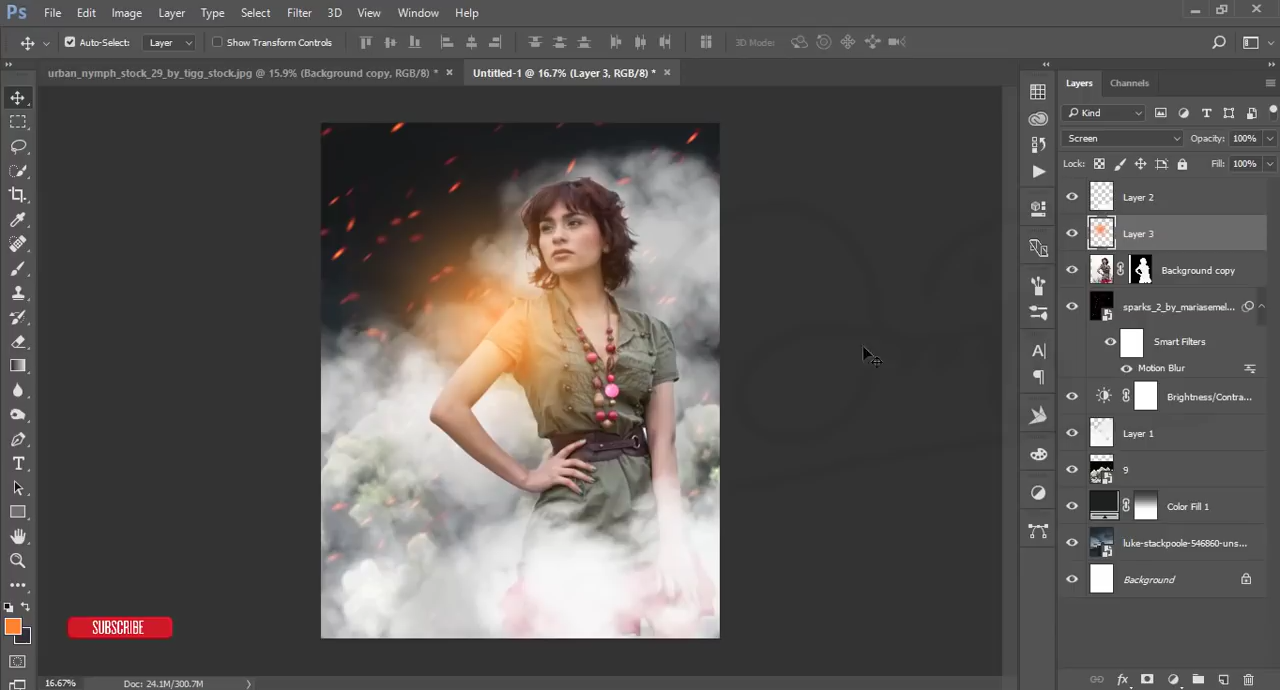 Ps File Edit Image Layer Type Select Filter 3D View Window Help
Auto-Select: Layer Show Transform Controls 3D Mode:
urban_nymph_stock_29_by_tigg_stock.jpg @ 15.9% (Background copy, RGB/8) * × Untitled-1 @ 16.7% (Layer 3, RGB/8) * ×
Layers Channels
Kind
Screen Opacity: 100%
Lock: Fill: 100%
Layer 2
Layer 3
Background copy
sparks_2_by_mariasemel...
Smart Filters
Motion Blur
Brightness/Contra...
Layer 1
9
Color Fill 1
luke-stackpoole-546860-uns...
Background
SUBSCRIBE
16.67% Doc: 24.1M/300.7M